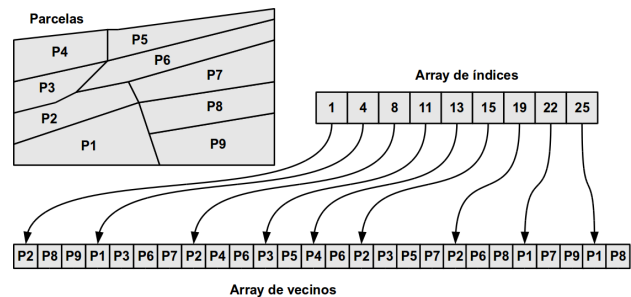 Parcelas
P5
P4
P6
P7
P3
P8
P2
P1
P9
Array de índices
1 4 8 11 13 15 19 22 25
P2 P8 P9 P1 P3 P6 P7 P2 P4 P6 P3 P5 P4 P6 P2 P3 P5 P7 P2 P6 P8 P1 P7 P9 P1 P8
Array de vecinos